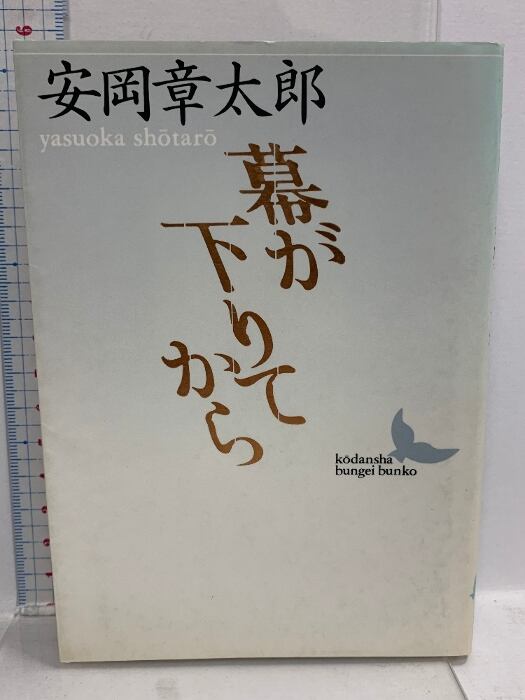 安岡章太郎
yasuoka shōtarō
幕が
下りて
から
kōdansha
bungei bunko